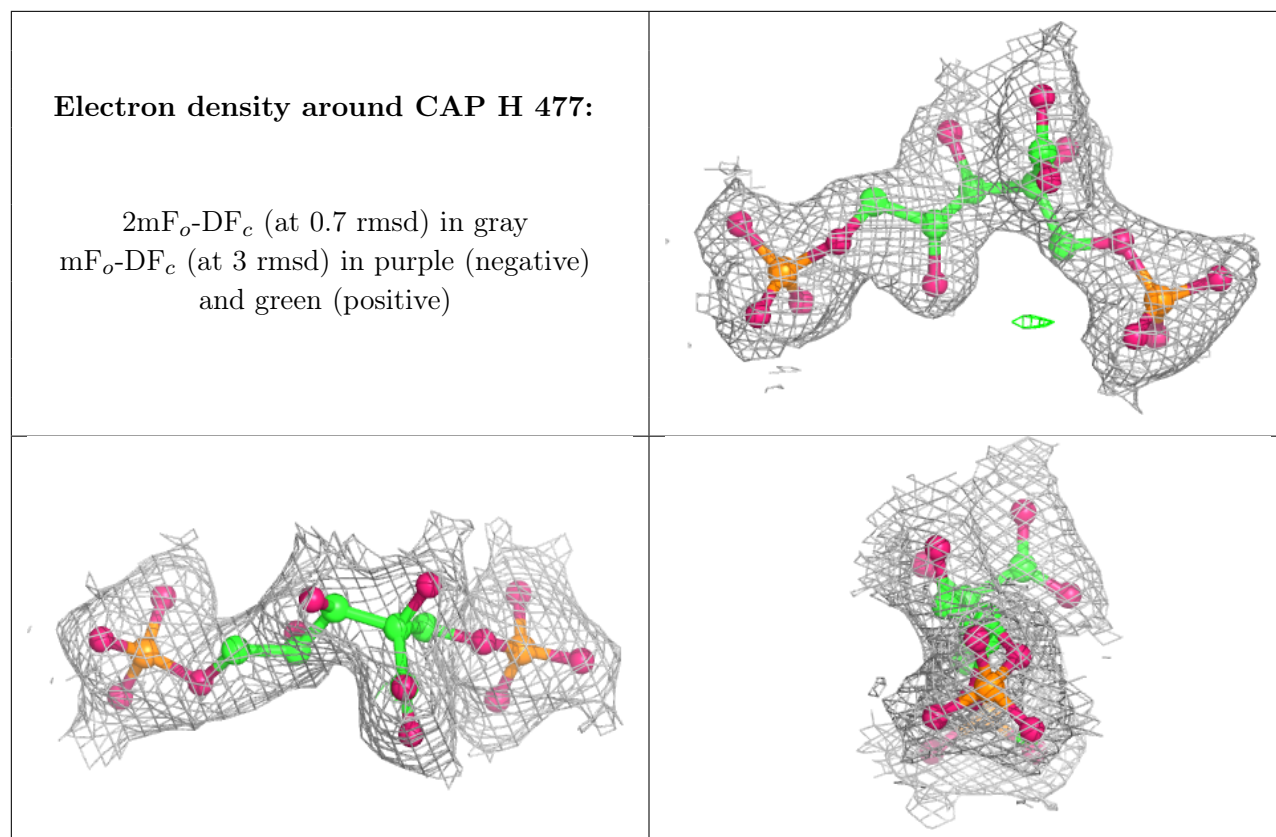 Electron density around CAP H 477:
2mFo-DFc (at 0.7 rmsd) in gray
mFo-DFc (at 3 rmsd) in purple (negative)
and green (positive)